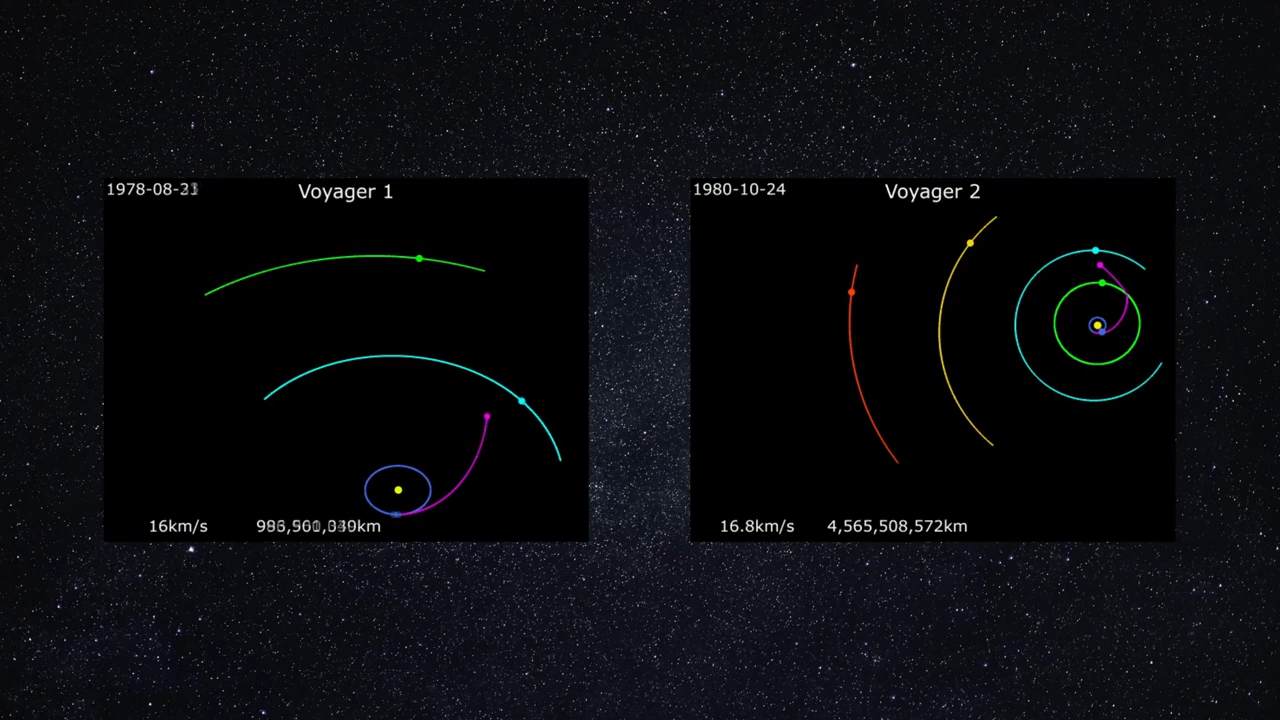 Voyager 1
16km/s
1980-10-24
Voyager 2
16.8km/s
4,565,508,572km